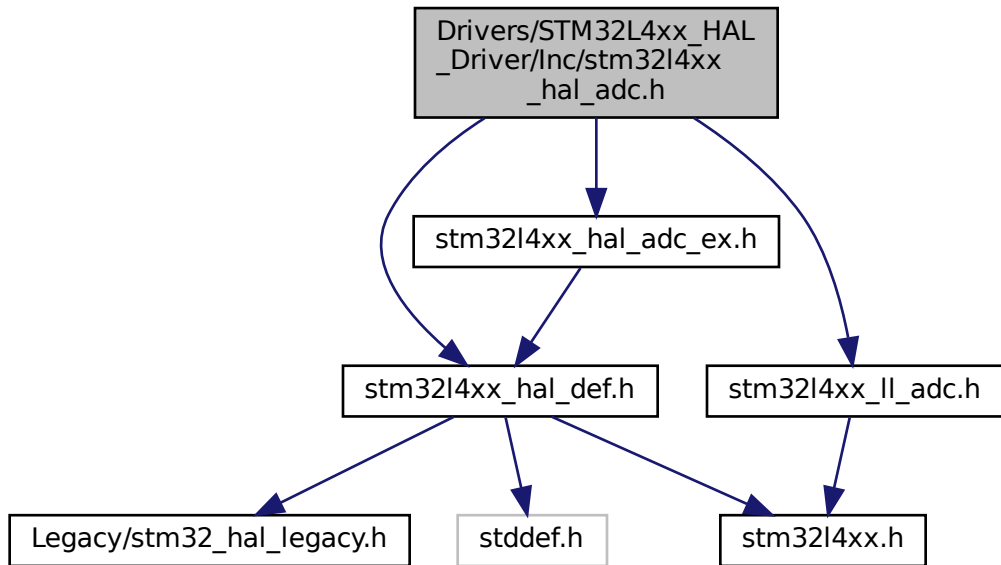 Drivers/STM32L4xx_HAL
_Driver/Inc/stm32l4xx
_hal_adc.h
stm32l4xx_hal_adc_ex.h
stm32l4xx_hal_def.h
stm32l4xx_ll_adc.h
Legacy/stm32_hal_legacy.h
stddef.h
stm32l4xx.h